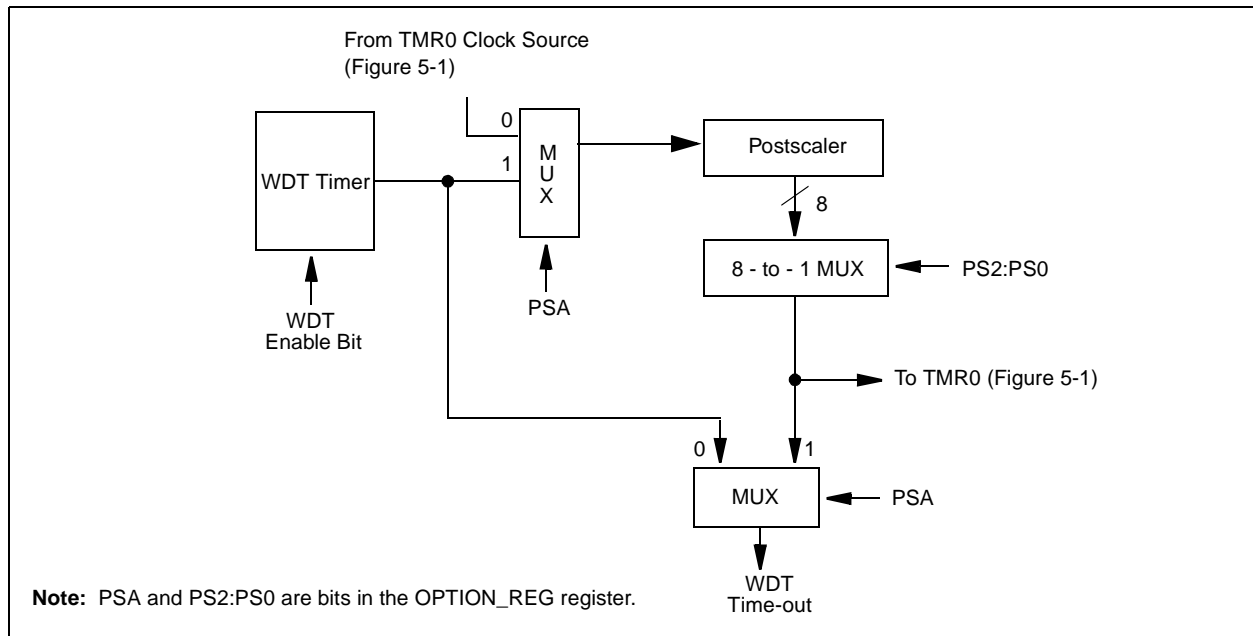 From TMR0 Clock Source
(Figure 5-1)
0
1
M
U
X
WDT Timer
Postscaler
8
8 - to - 1 MUX
PS2:PS0
PSA
WDT
Enable Bit
To TMR0 (Figure 5-1)
0
1
MUX
PSA
WDT
Time-out
Note: PSA and PS2:PS0 are bits in the OPTION_REG register.